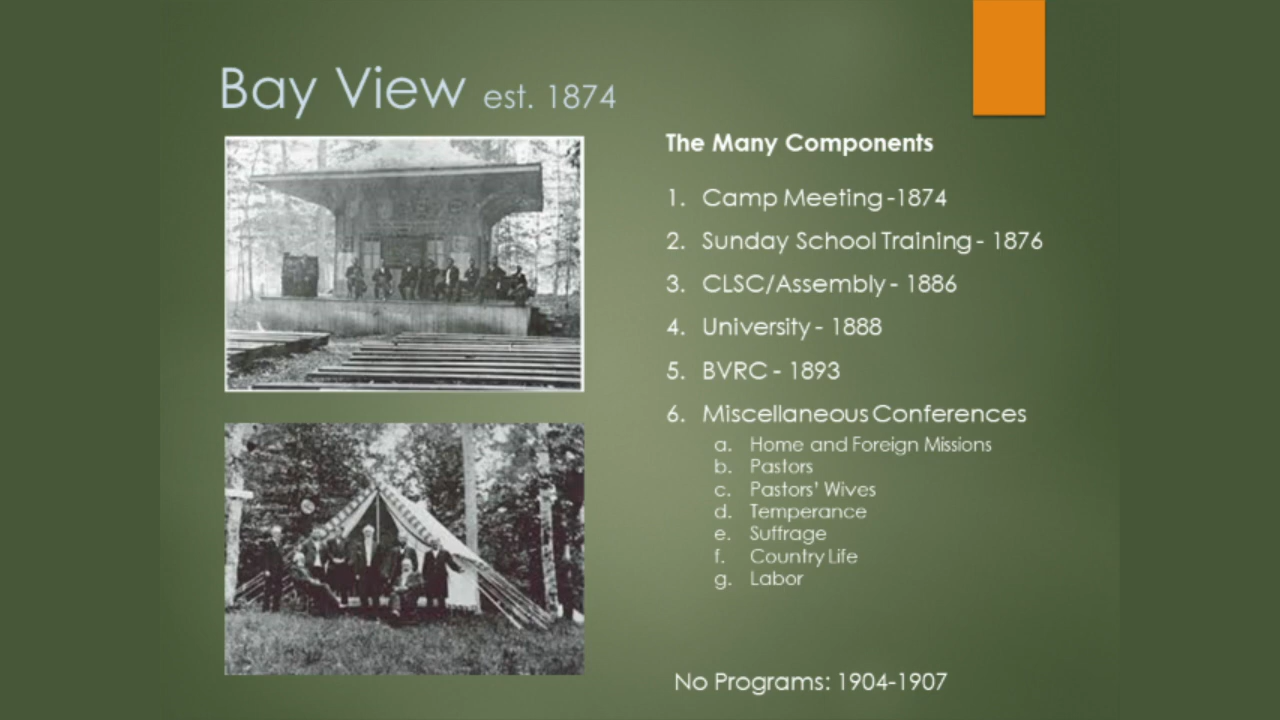 Bay View est. 1874
The Many Components
1. Camp Meeting -1874
2. Sunday School Training - 1876
3. CLSC/Assembly - 1886
4. University - 1888
5. BVRC - 1893
6. Miscellaneous Conferences
a. Home and Foreign Missions
b. Pastors
c. Pastors' Wives
d. Temperance
e. Suffrage
f. Country Life
g. Labor
No Programs: 1904-1907